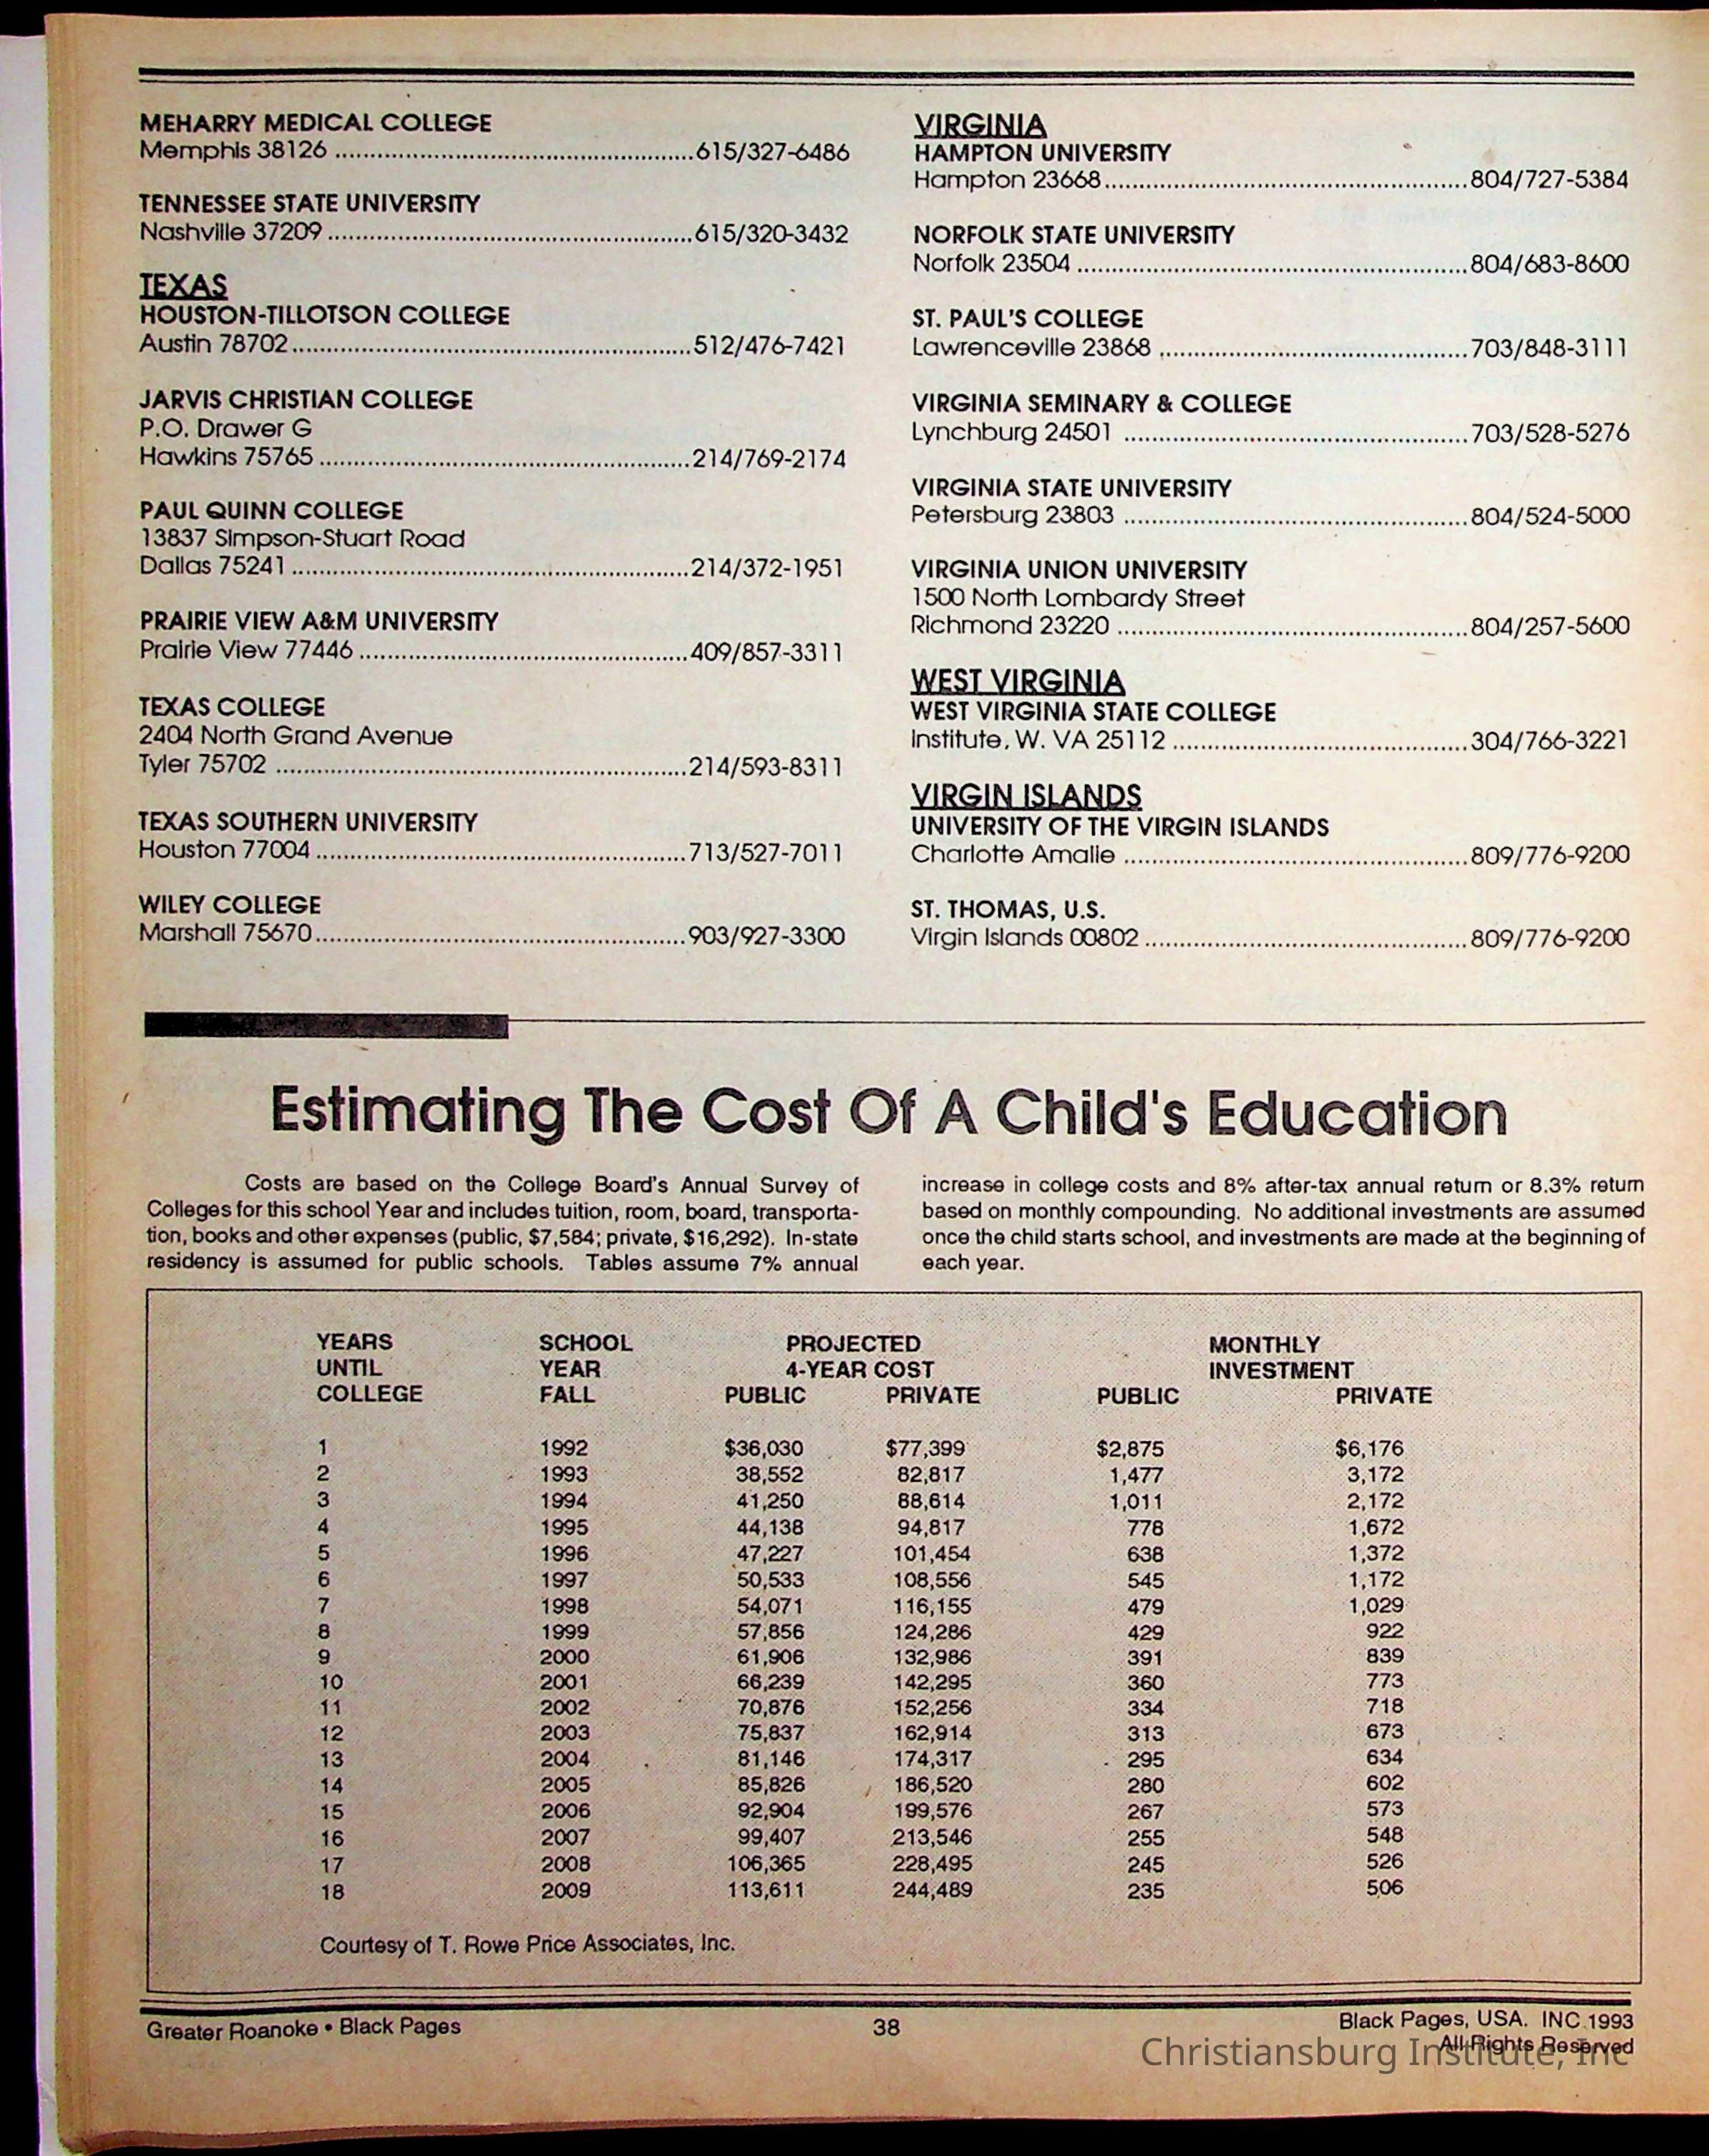 MEHARRY MEDICAL COLLEGE
Memphis 38126 ........................................................615/327-6486
TENNESSEE STATE UNIVERSITY
Nashville 37209 ........................................................615/320-3432
TEXAS
HOUSTON-TILLOTSON COLLEGE
Austin 78702............................................................512/476-7421
JARVIS CHRISTIAN COLLEGE
P.O. Drawer G
Hawkins 75765 ........................................................214/769-2174
PAUL QUINN COLLEGE
13837 Simpson-Stuart Road
Dallas 75241 ............................................................214/372-1951
PRAIRIE VIEW A&M UNIVERSITY
Prairie View 77446 ..................................................409/857-3311
TEXAS COLLEGE
2404 North Grand Avenue
Tyler 75702 ..............................................................214/593-8311
TEXAS SOUTHERN UNIVERSITY
Houston 77004 ........................................................713/527-7011
WILEY COLLEGE
Marshall 75670........................................................903/927-3300
VIRGINIA
HAMPTON UNIVERSITY
Hampton 23668.......................................................804/727-5384
NORFOLK STATE UNIVERSITY
Norfolk 23504 ...........................................................804/683-8600
ST. PAUL'S COLLEGE
Lawrenceville 23868 ...............................................703/848-3111
VIRGINIA SEMINARY & COLLEGE
Lynchburg 24501 ....................................................703/528-5276
VIRGINIA STATE UNIVERSITY
Petersburg 23803 ....................................................804/524-5000
VIRGINIA UNION UNIVERSITY
1500 North Lombardy Street
Richmond 23220 .....................................................804/257-5600
WEST VIRGINIA
WEST VIRGINIA STATE COLLEGE
Institute, W. VA 25112 .............................................304/766-3221
VIRGIN ISLANDS
UNIVERSITY OF THE VIRGIN ISLANDS
Charlotte Amalie ....................................................809/776-9200
ST. THOMAS, U.S.
Virgin Islands 00802 .................................................809/776-9200
Estimating The Cost Of A Child's Education
Costs are based on the College Board's Annual Survey of
Colleges for this school Year and includes tuition, room, board, transporta-
tion, books and other expenses (public, $7,584; private, $16,292). In-state
residency is assumed for public schools. Tables assume 7% annual
increase in college costs and 8% after-tax annual return or 8.3% return
based on monthly compounding. No additional investments are assumed
once the child starts school, and investments are made at the beginning of
each year.
YEARS SCHOOL PROJECTED MONTHLY
UNTIL YEAR 4-YEAR COST INVESTMENT
COLLEGE FALL PUBLIC PRIVATE PUBLIC PRIVATE
1 1992 $36,030 $77,399 $2,875 $6,176
2 1993 38,552 82,817 1,477 3,172
3 1994 41,250 88,614 1,011 2,172
4 1995 44,138 94,817 778 1,672
5 1996 47,227 101,454 638 1,372
6 1997 50,533 108,556 545 1,172
7 1998 54,071 116,155 479 1,029
8 1999 57,856 124,286 429 922
9 2000 61,906 132,986 391 839
10 2001 66,239 142,295 360 773
11 2002 70,876 152,256 334 718
12 2003 75,837 162,914 313 673
13 2004 81,146 174,317 295 634
14 2005 85,826 186,520 280 602
15 2006 92,904 199,576 267 573
16 2007 99,407 213,546 255 548
17 2008 106,365 228,495 245 526
18 2009 113,611 244,489 235 506
Courtesy of T. Rowe Price Associates, Inc.
Greater Roanoke • Black Pages
38
Black Pages, USA. INC 1993
All Rights Reserved
Christiansburg Institute, Inc